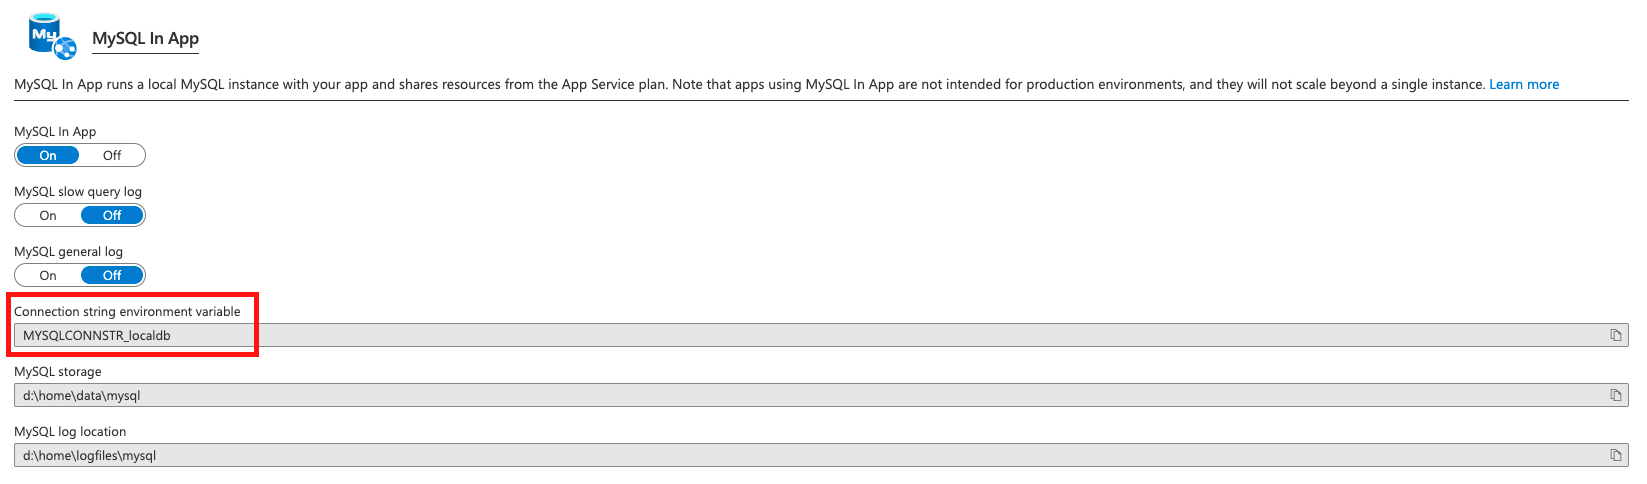 My
MySQL In App
MySQL In App runs a local MySQL instance with your app and shares resources from the App Service plan. Note that apps using MySQL In App are not intended for production environments, and they will not scale beyond a single instance. Learn more
MySQL In App
On Off
MySQL slow query log
On Off
MySQL general log
On Off
Connection string environment variable
MYSQLCONNSTR_localdb
MySQL storage
d:\home\data\mysql
MySQL log location
d:\home\logfiles\mysql